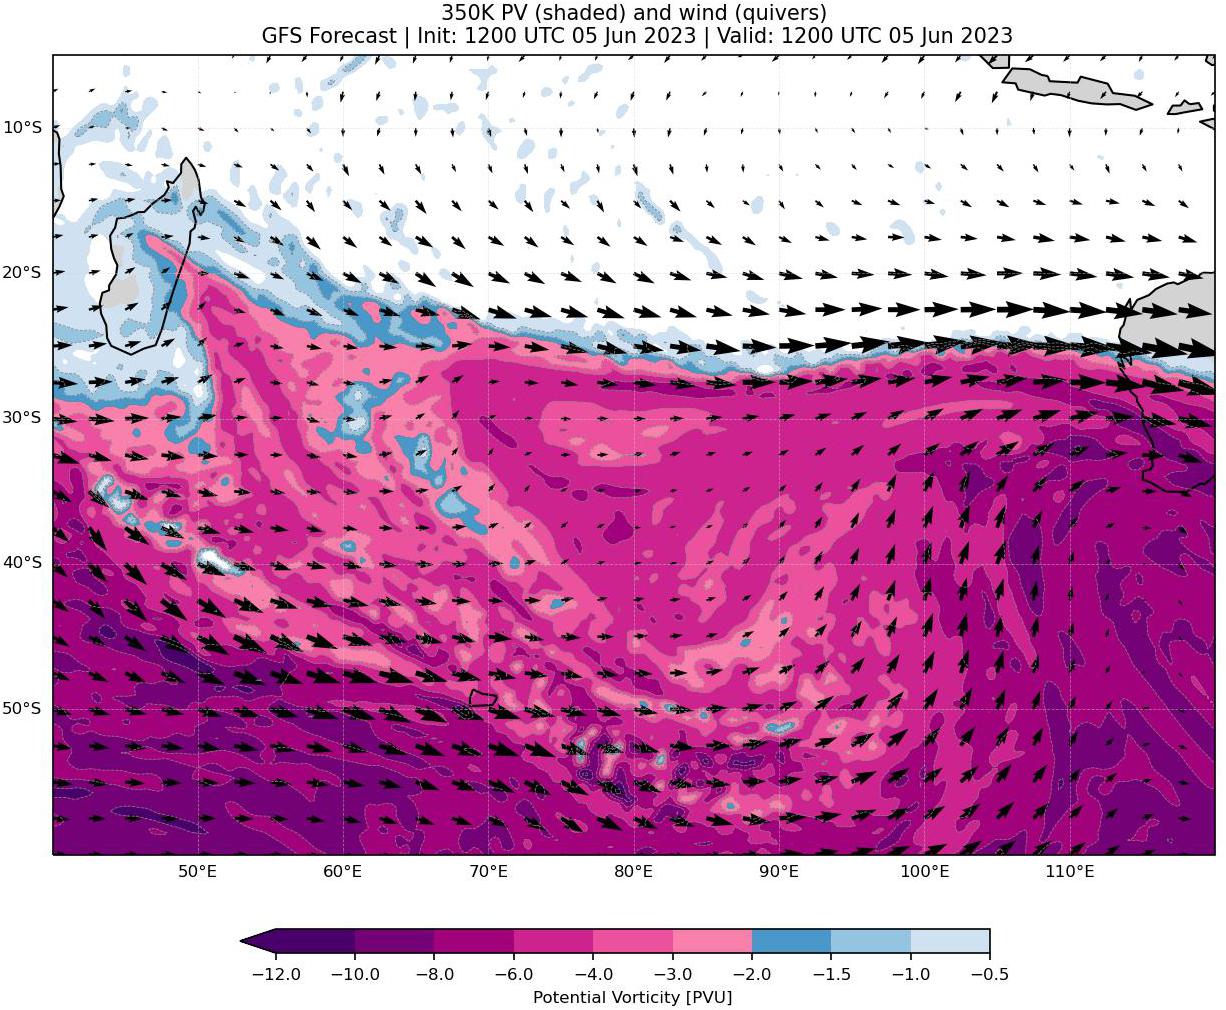 350K PV (shaded) and wind (quivers)
GFS Forecast | Init: 1200 UTC 05 Jun 2023 | Valid: 1200 UTC 05 Jun 2023
10°S
20°S
30°S
40°S
50°S
50°E 60°E 70°E 80°E 90°E 100°E 110°E
−12.0 −10.0 −8.0 −6.0 −4.0 −3.0 −2.0 −1.5 −1.0 −0.5
Potential Vorticity [PVU]